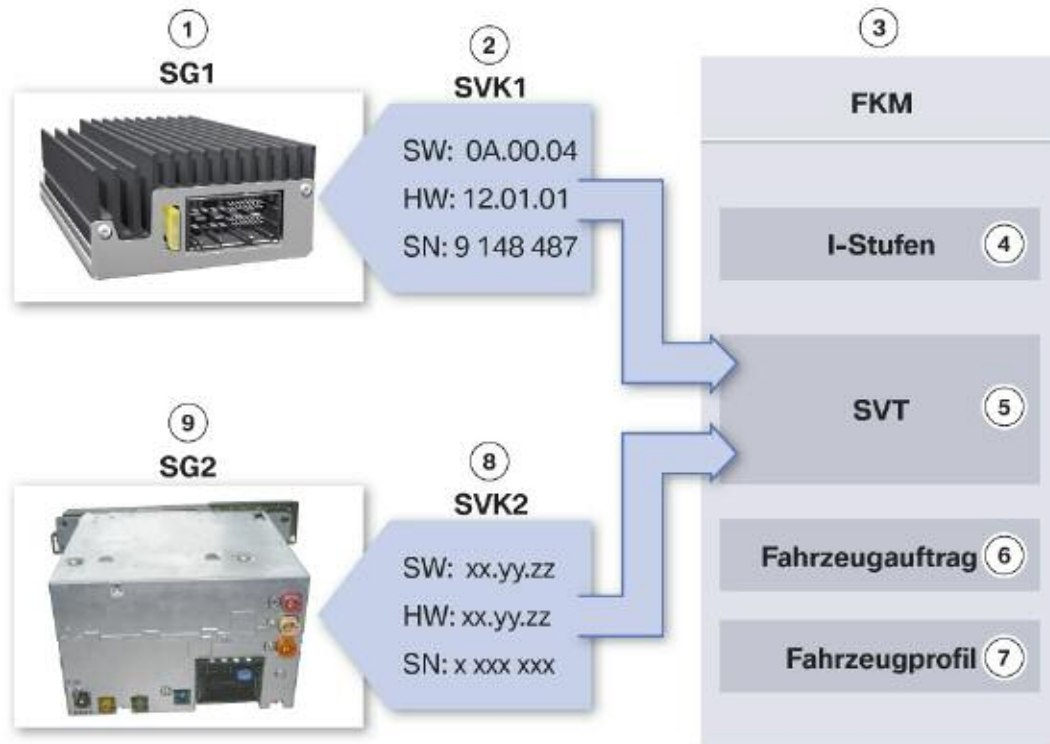 1
SG1
2
SVK1
SW: 0A.00.04
HW: 12.01.01
SN: 9 148 487
3
FKM
I-Stufen 4
SVT 5
Fahrzeugauftrag 6
Fahrzeugprofil 7
9
SG2
8
SVK2
SW: xx.yy.zz
HW: xx.yy.zz
SN: x xxx xxx